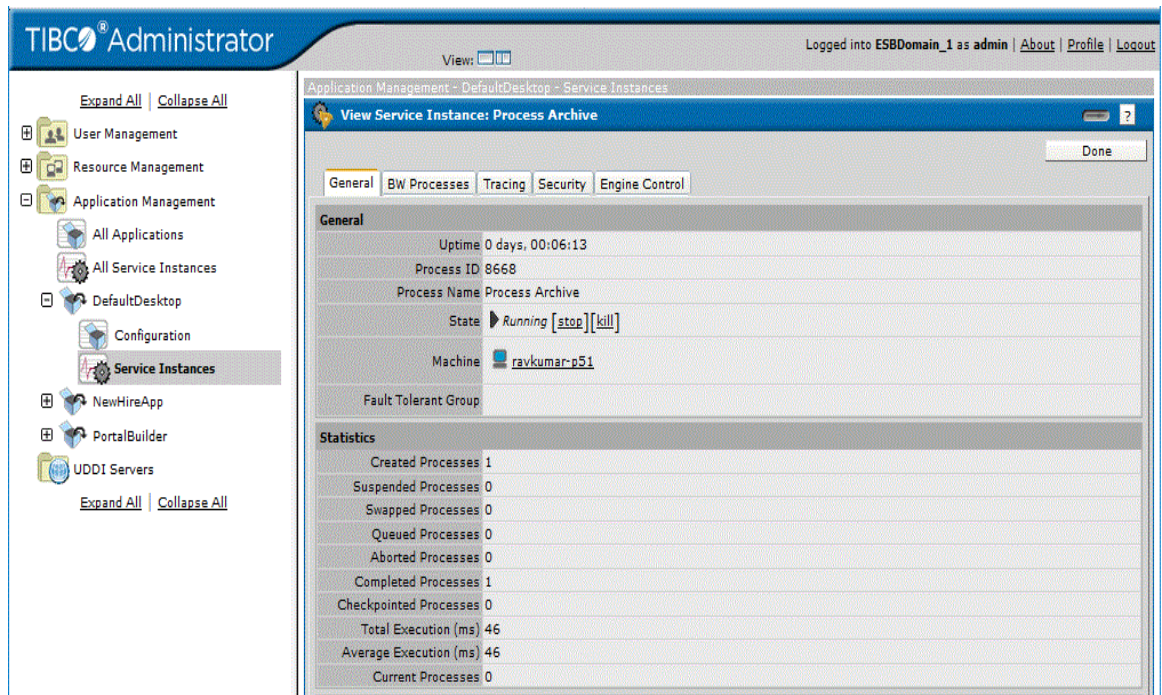 TIBCO® Administrator
View:
Logged into ESBDomain_1 as admin | About | Profile | Logout
Expand All | Collapse All
User Management
Resource Management
Application Management
All Applications
All Service Instances
DefaultDesktop
Configuration
Service Instances
NewHireApp
PortalBuilder
UDDI Servers
Expand All | Collapse All
Application Management - DefaultDesktop - Service Instances
View Service Instance: Process Archive
?
Done
General
BW Processes
Tracing
Security
Engine Control
General
Uptime 0 days, 00:06:13
Process ID 8668
Process Name Process Archive
State Running [stop][kill]
Machine ravkumar-p51
Fault Tolerant Group
Statistics
Created Processes 1
Suspended Processes 0
Swapped Processes 0
Queued Processes 0
Aborted Processes 0
Completed Processes 1
Checkpointed Processes 0
Total Execution (ms) 46
Average Execution (ms) 46
Current Processes 0